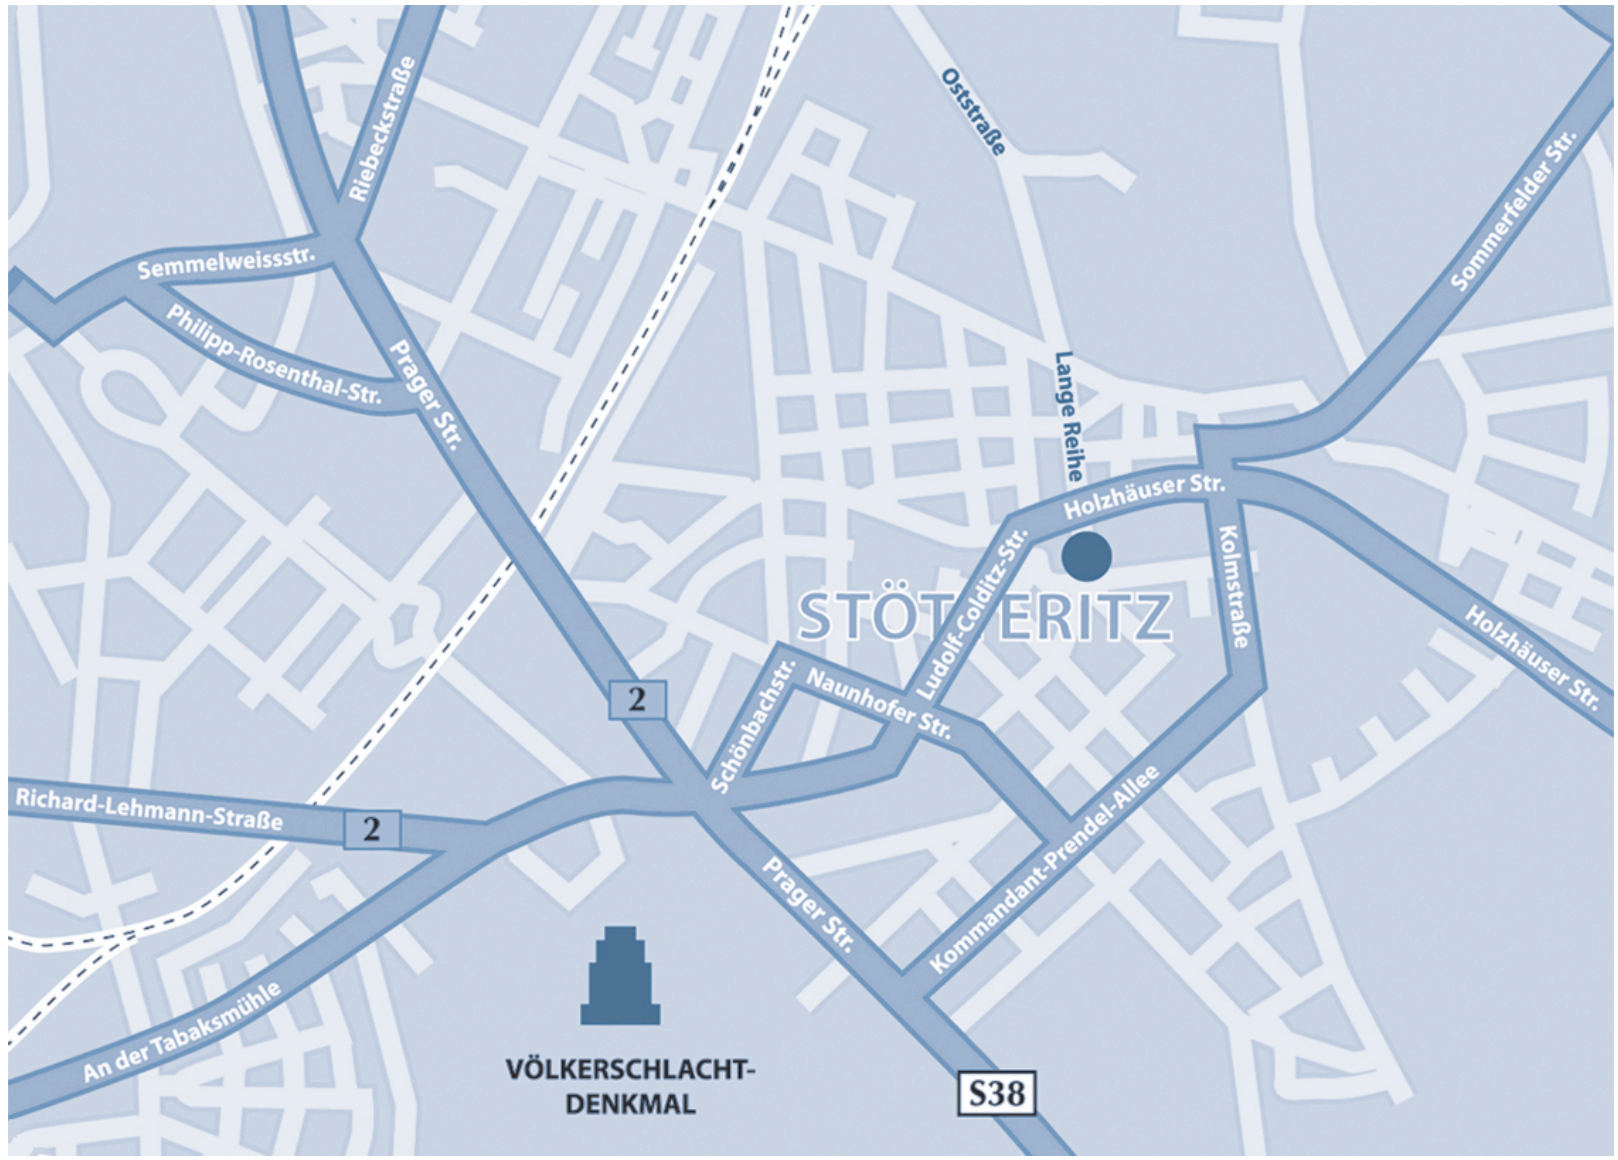 Riebeckstraße
Oststraße
Sommerfelder Str.
Semmelweissstr.
Philipp-Rosenthal-Str.
Prager Str.
Lange Reihe
Holzhäuser Str.
Kolmstraße
Ludolf-Colditz-Str.
STÖTTERITZ
Holzhäuser Str.
2
Schönbachstr.
Naunhofer Str.
Richard-Lehmann-Straße
2
Kommandant-Prendel-Allee
Prager Str.
An der Tabaksmühle
VÖLKERSCHLACHT-
DENKMAL
S38